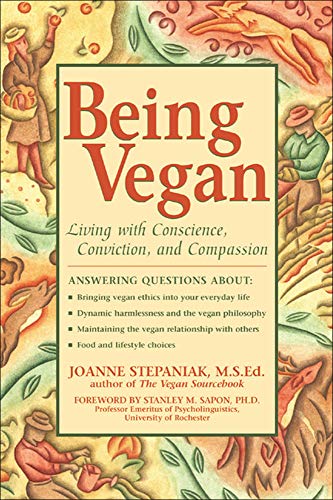 Being
Vegan
Living with Conscience,
Conviction, and Compassion
ANSWERING QUESTIONS ABOUT:
■ Bringing vegan ethics into your everyday life
■ Dynamic harmlessness and the vegan philosophy
■ Maintaining the vegan relationship with others
■ Food and lifestyle choices
JOANNE STEPANIAK, M.S.Ed.
author of The Vegan Sourcebook
FOREWORD BY STANLEY M. SAPON, PH.D.
Professor Emeritus of Psycholinguistics,
University of Rochester